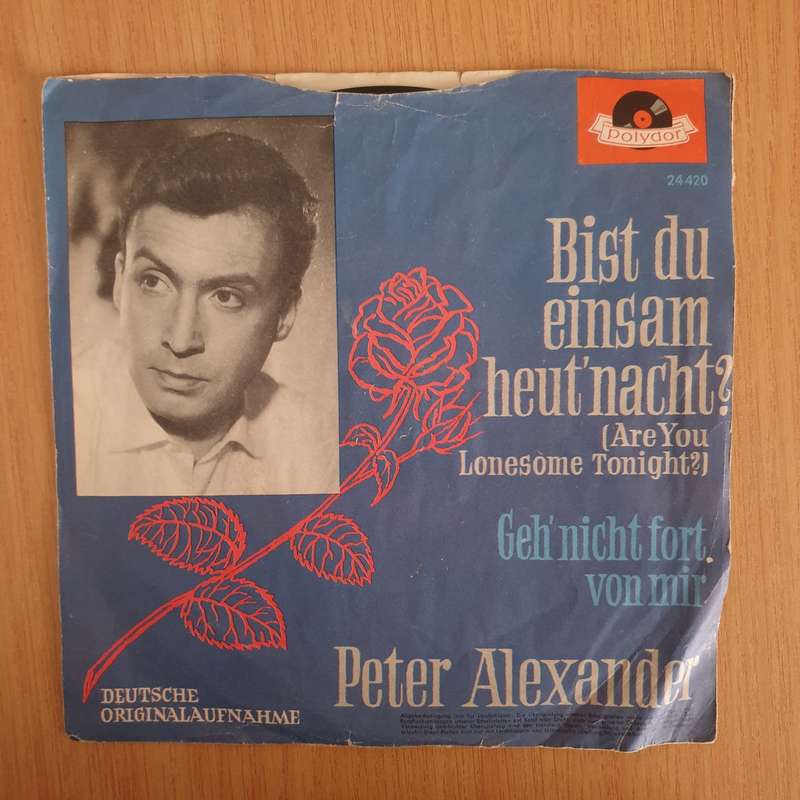 Polydor
24 420
Bist du
einsam
heut'nacht?
(Are You
Lonesome Tonight?)
Geh'nicht fort
von mir
Peter Alexander
DEUTSCHE
ORIGINALAUFNAHME